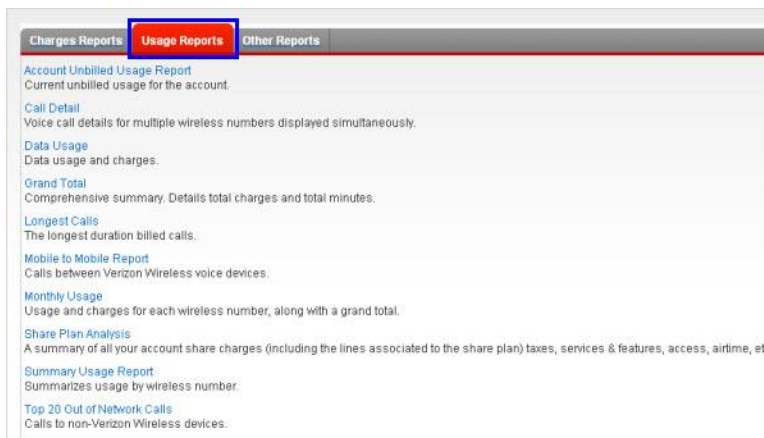 Charges Reports Usage Reports Other Reports
Account Unbilled Usage Report
Current unbilled usage for the account.
Call Detail
Voice call details for multiple wireless numbers displayed simultaneously.
Data Usage
Data usage and charges.
Grand Total
Comprehensive summary. Details total charges and total minutes.
Longest Calls
The longest duration billed calls.
Mobile to Mobile Report
Calls between Verizon Wireless voice devices.
Monthly Usage
Usage and charges for each wireless number, along with a grand total.
Share Plan Analysis
A summary of all your account share charges (including the lines associated to the share plan) taxes, services & features, access, airtime, et
Summary Usage Report
Summarizes usage by wireless number.
Top 20 Out of Network Calls
Calls to non-Verizon Wireless devices.